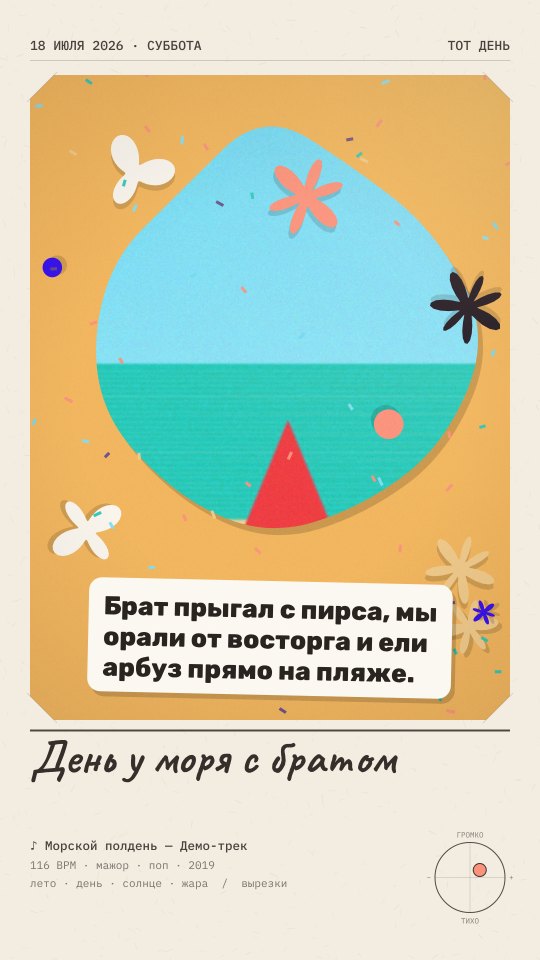 18 ИЮЛЯ 2026 · СУББОТА
ТОТ ДЕНЬ
Брат прыгал с пирса, мы
орали от восторга и ели
арбуз прямо на пляже.
День у моря с братом
♪ Морской полдень — Демо-трек
116 BPM · мажор · поп · 2019
лето · день · солнце · жара / вырезки
ГРОМКО
− +
ТИХО